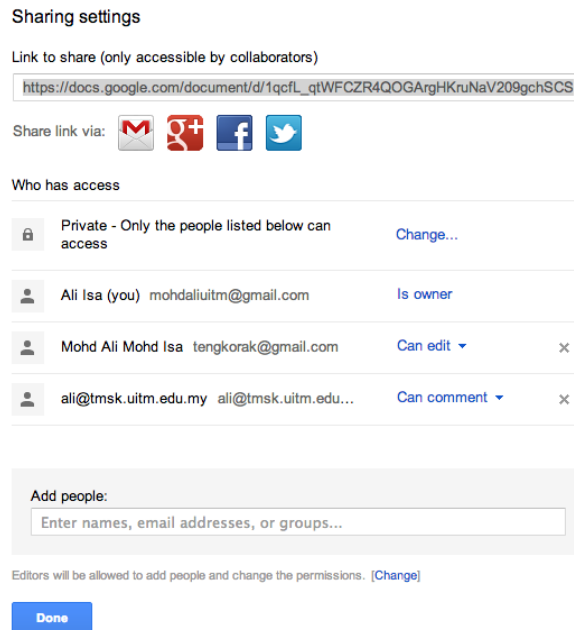 Sharing settings
Link to share (only accessible by collaborators)
https://docs.google.com/document/d/1qcfL_qtWFCZR4QOGArgHKruNaV209gchSCS
Share link via:
Who has access
Private - Only the people listed below can
access
Change...
Ali Isa (you) mohdaliuitm@gmail.com Is owner
Mohd Ali Mohd Isa tengkorak@gmail.com Can edit
ali@tmsk.uitm.edu.my ali@tmsk.uitm.edu... Can comment
Add people:
Enter names, email addresses, or groups...
Editors will be allowed to add people and change the permissions. [Change]
Done